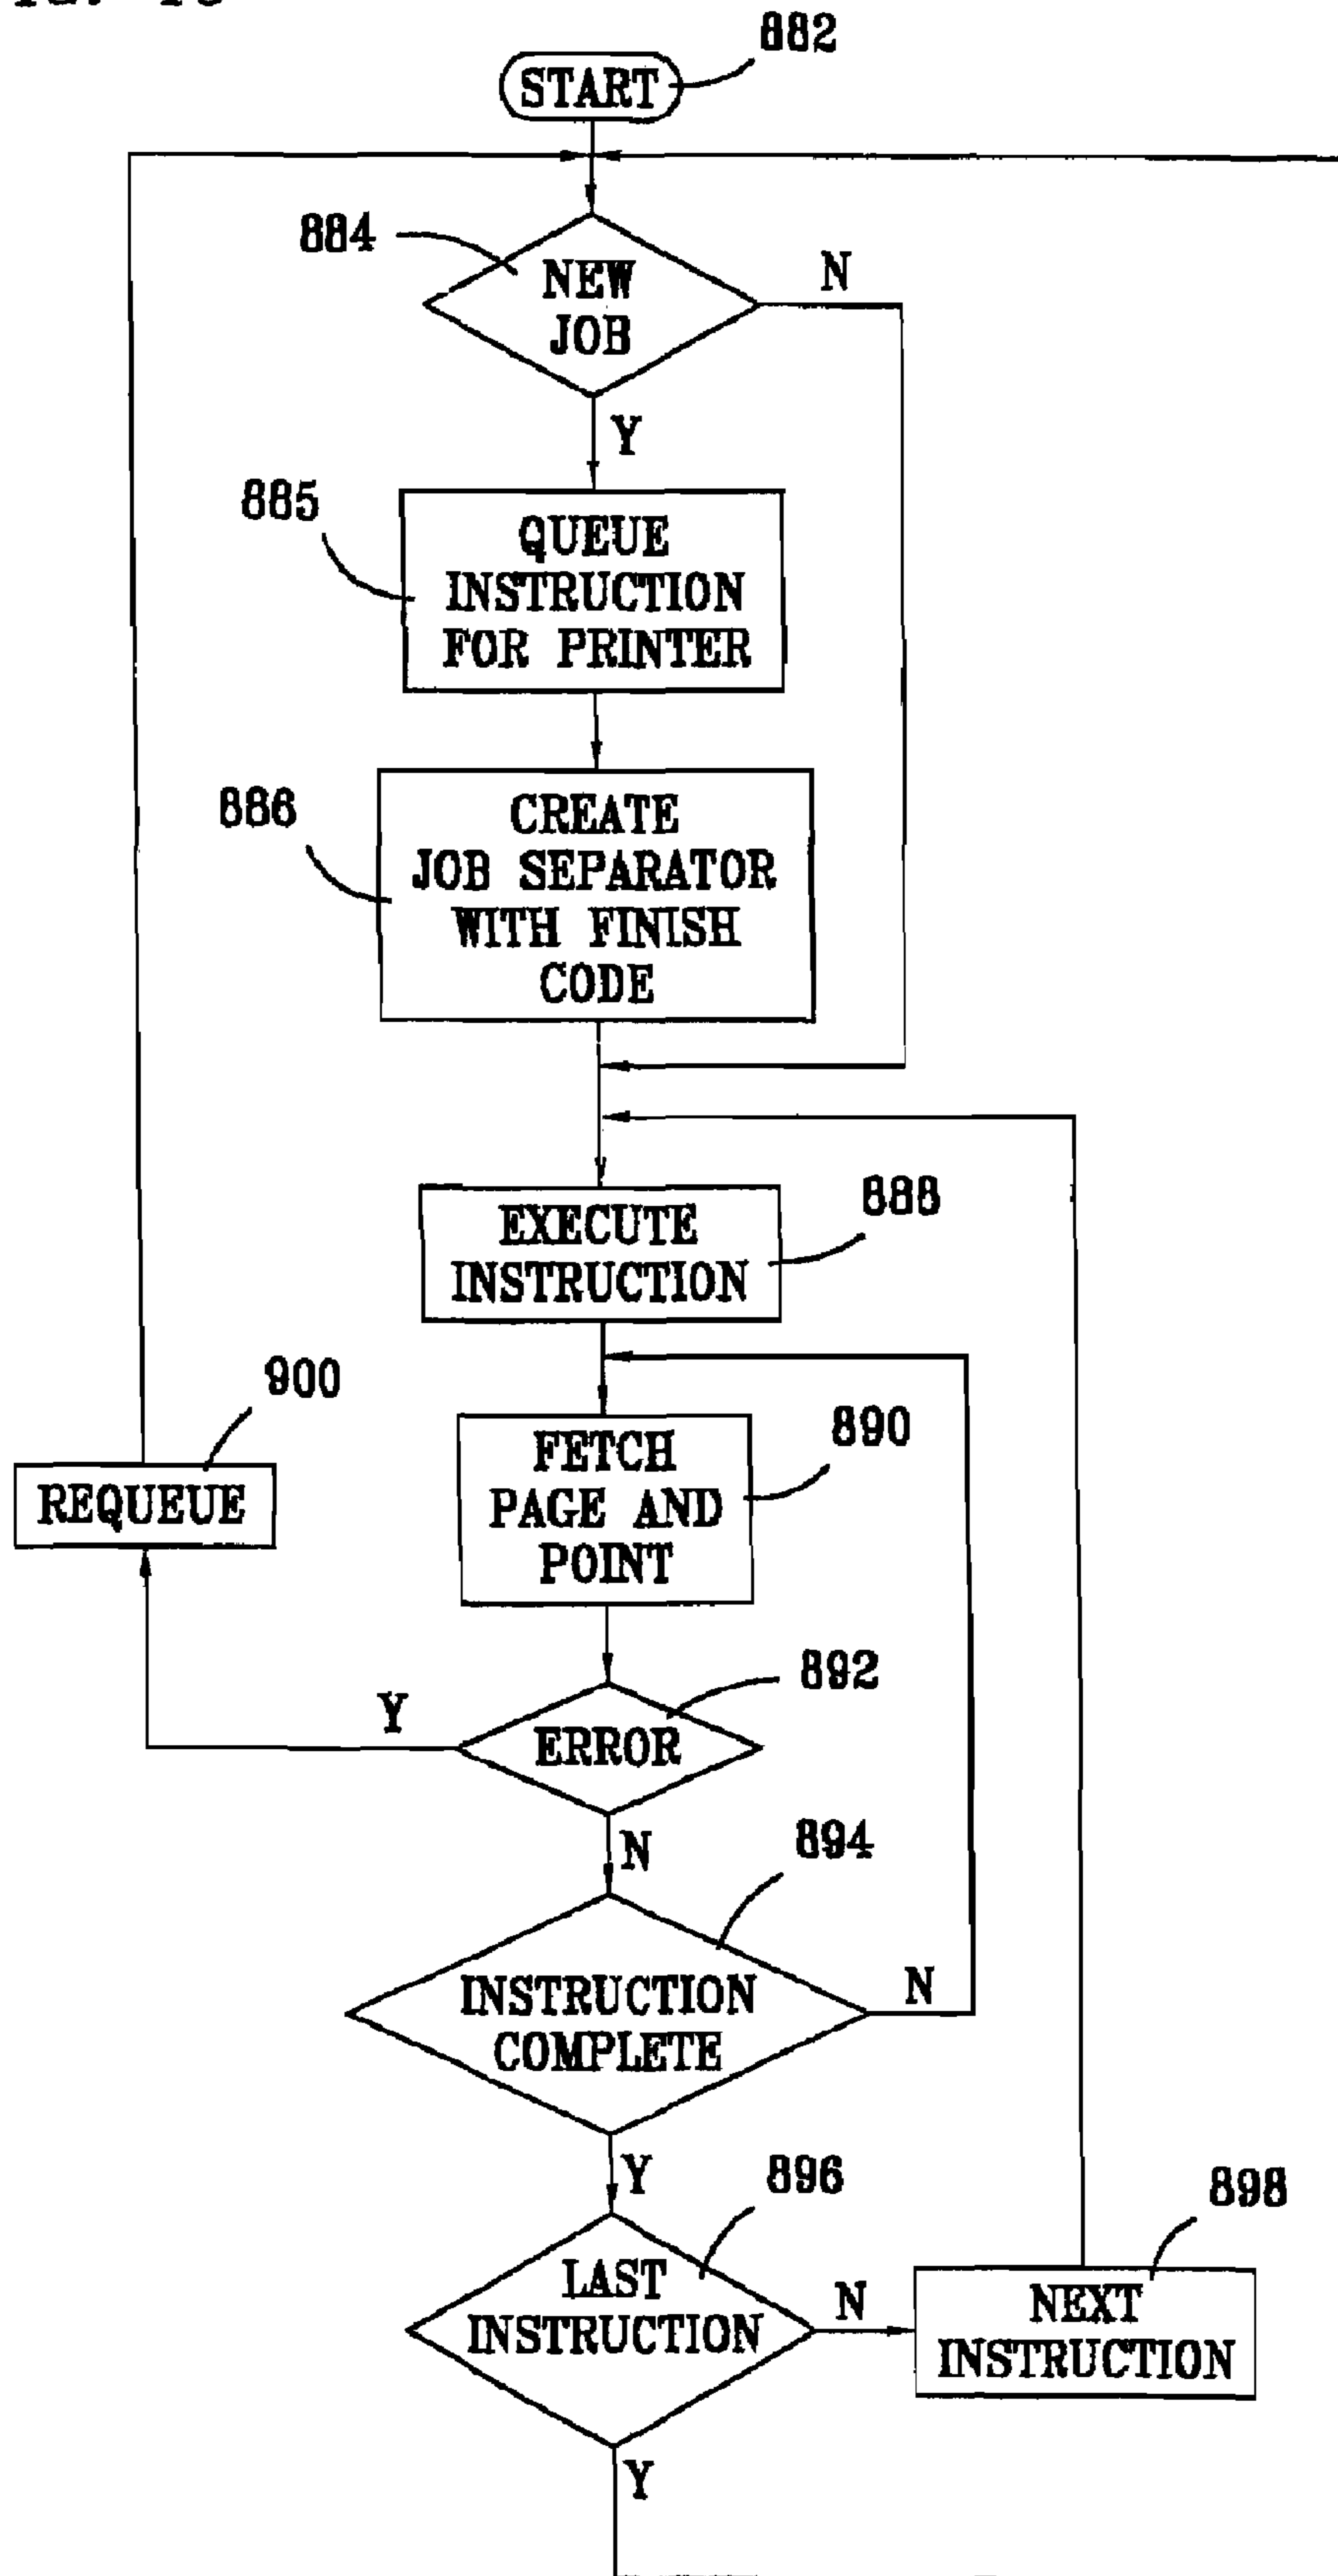 882
START
884
NEW
JOB
N
Y
885
QUEUE
INSTRUCTION
FOR PRINTER
886
CREATE
JOB SEPARATOR
WITH FINISH
CODE
888
EXECUTE
INSTRUCTION
900
REQUEUE
890
FETCH
PAGE AND
POINT
892
ERROR
Y
N
894
INSTRUCTION
COMPLETE
N
Y
896
LAST
INSTRUCTION
N
898
NEXT
INSTRUCTION
Y